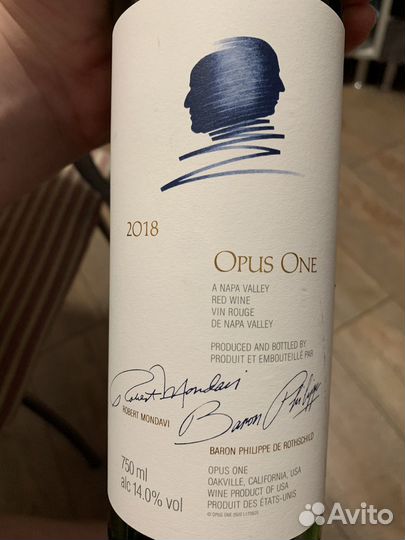 2018
OPUS ONE
A NAPA VALLEY
RED WINE
VIN ROUGE
DE NAPA VALLEY
PRODUCED AND BOTTLED BY
PRODUIT ET EMBOUTEILLÉ PAR
Robert Mondavi
ROBERT MONDAVI
Baron Philippe
BARON PHILIPPE DE ROTHSCHILD
750 ml
alc 14.0% vol
OPUS ONE
OAKVILLE, CALIFORNIA, USA
WINE PRODUCT OF USA
PRODUIT DES ÉTATS-UNIS
Avito